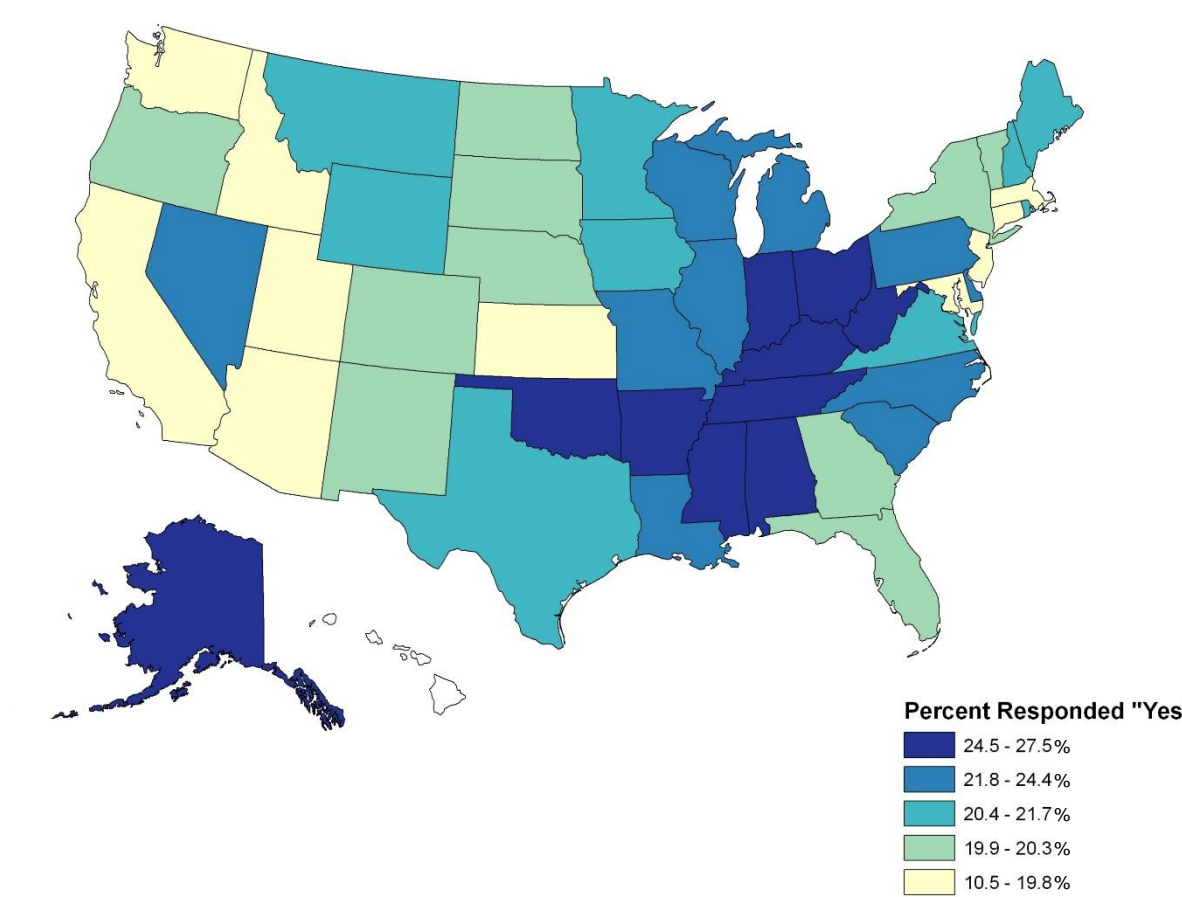 Percent Responded "Yes
24.5 - 27.5%
21.8 - 24.4%
20.4 - 21.7%
19.9 - 20.3%
10.5 - 19.8%